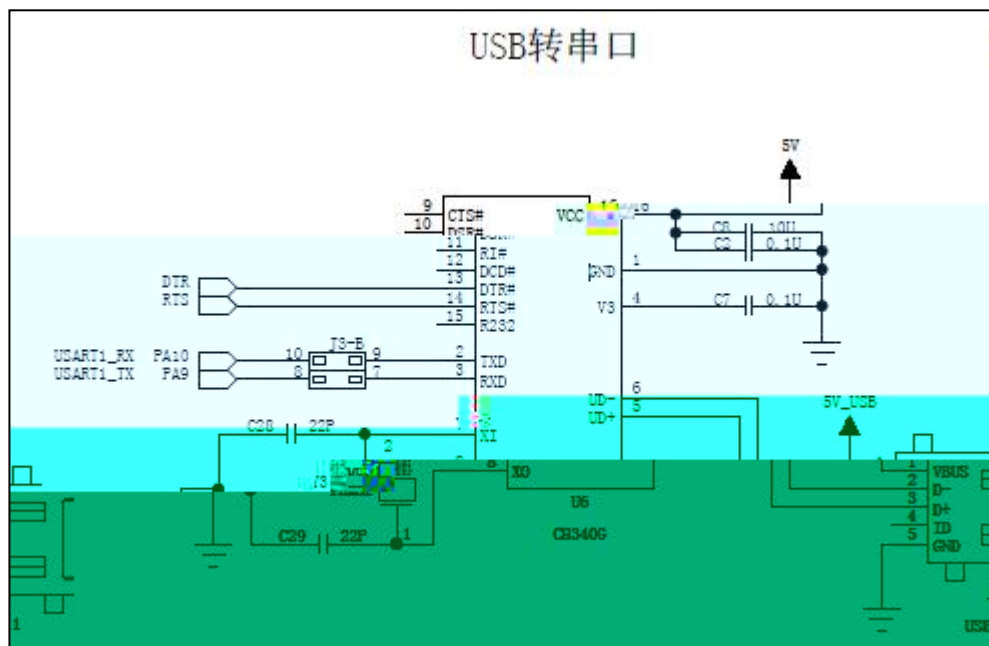 USB转串口
5V
9 CTS# VCC
10 DSR# C8 10U
11 RI# C2 0.1U
12 DCD# GND 1
DTR 13 DTR#
RTS 14 RTS# V3 4 C7 0.1U
15 R232
J3-B
USART1_RX PA10 10 9 2 TXD
USART1_TX PA9 8 7 3 RXD
UD- 6
UD+ 5 5V_USB
C28 22P XI
2
8 XO 1 VBUS
2 D-
U6 3 D+
4 ID
C29 22P 1 CH340G 5 GND
1 USB